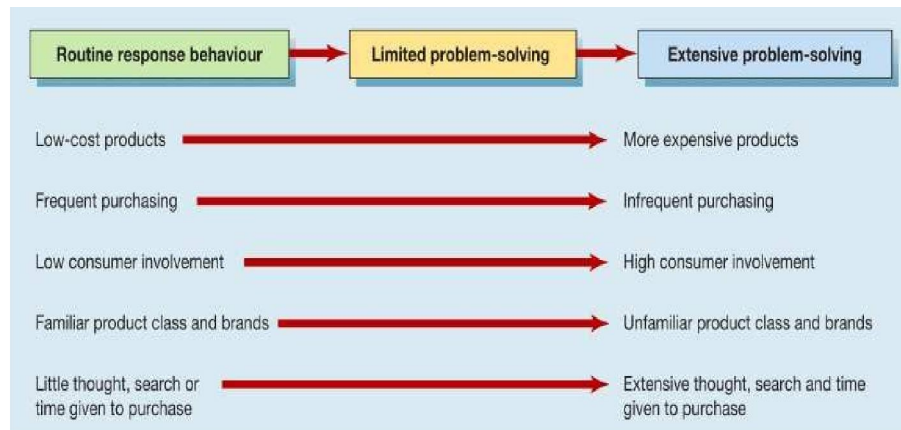 Routine response behaviour
Limited problem-solving
Extensive problem-solving
Low-cost products
More expensive products
Frequent purchasing
Infrequent purchasing
Low consumer involvement
High consumer involvement
Familiar product class and brands
Unfamiliar product class and brands
Little thought, search or
time given to purchase
Extensive thought, search and time
given to purchase